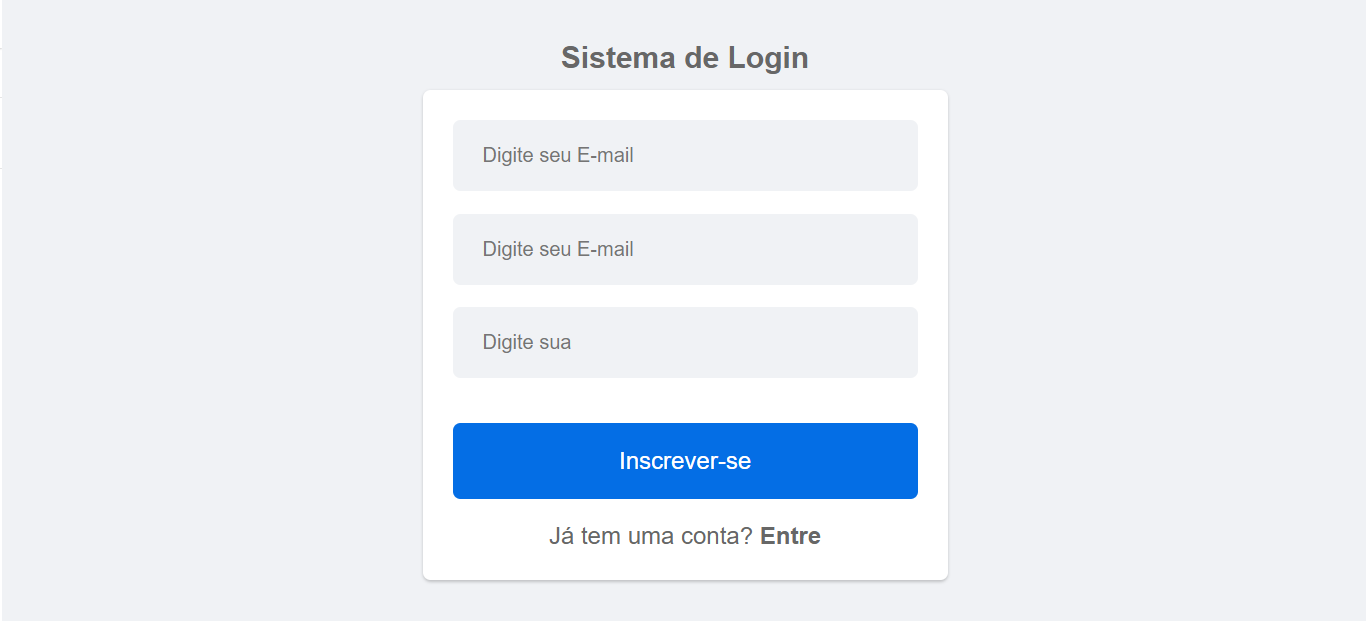 Sistema de Login
Digite seu E-mail
Digite seu E-mail
Digite sua
Inscrever-se
Já tem uma conta? Entre